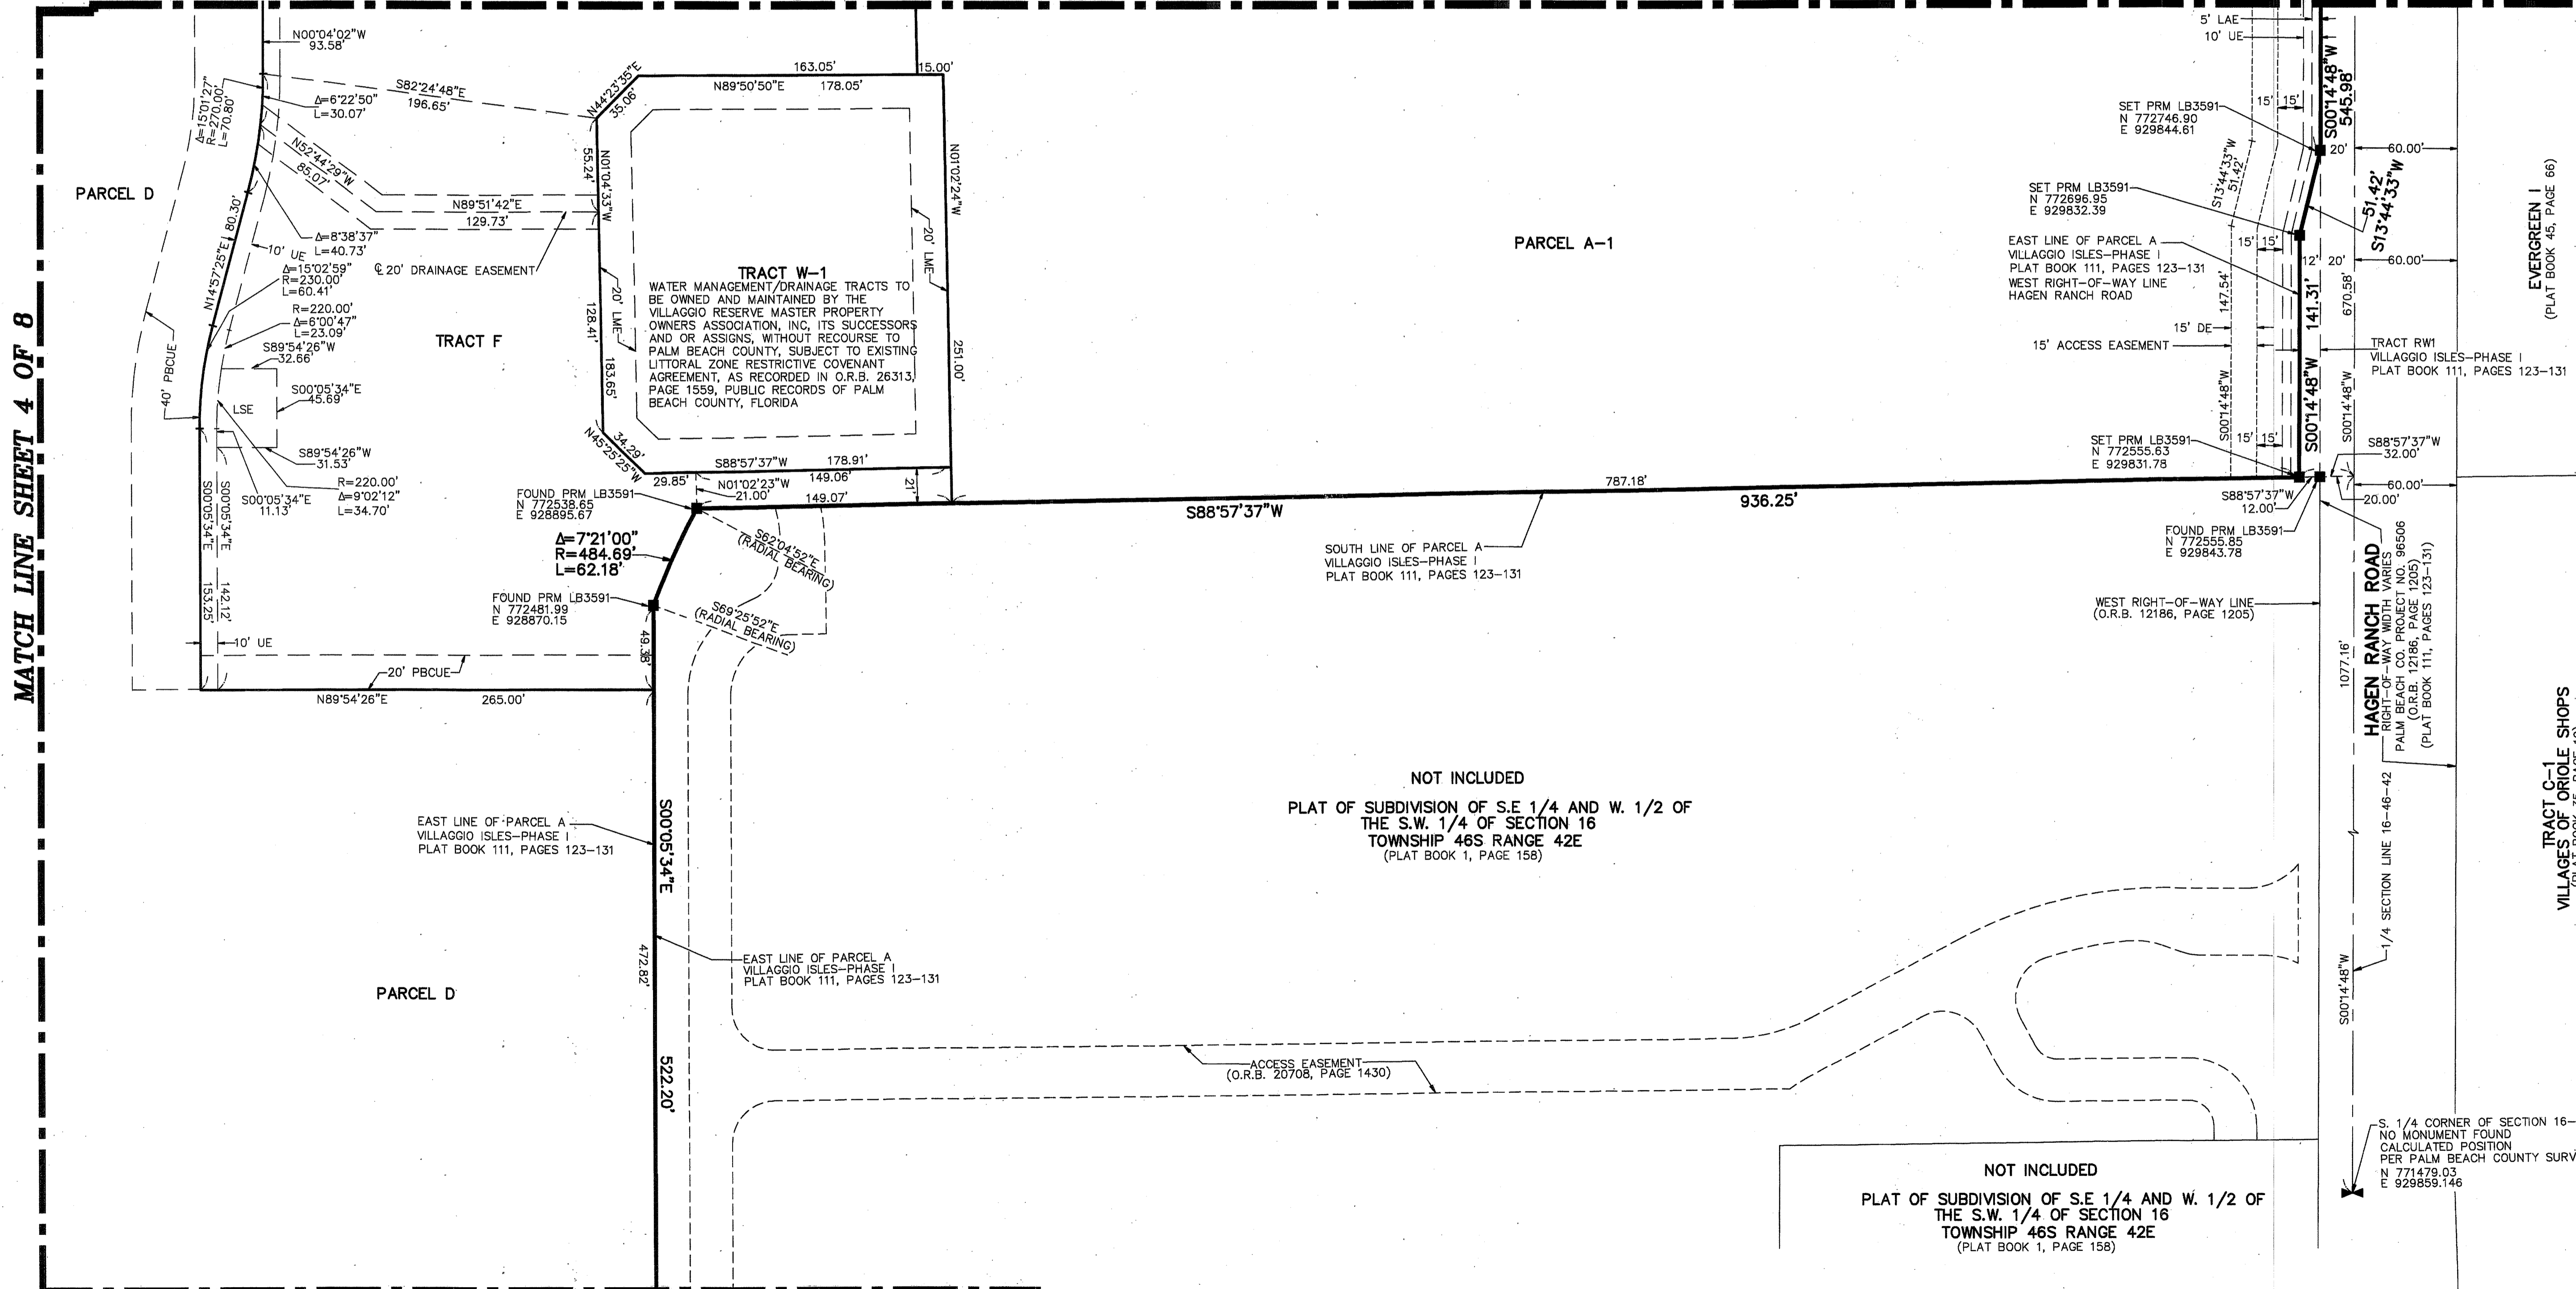 MATCH LINE SHEET 4 OF 8
N00°04'02"W
93.58'
Δ=15°01'27"
R=270.00'
L=70.80'
Δ=6°22'50"
L=30.07'
S82°24'48"E
196.65'
N44°23'35"E
35.06'
163.05'
15.00'
N89°50'50"E 178.05'
PARCEL D
N52°44'29"W
85.07'
N89°51'42"E
129.73'
55.24'
N01°04'33"W
N01°02'24"W
20' LME
N14°57'25"E 80.30'
10' UE
Δ=8°38'37"
L=40.73'
℄ 20' DRAINAGE EASEMENT
Δ=15°02'59"
R=230.00'
L=60.41'
R=220.00'
Δ=6°00'47"
L=23.09'
S89°54'26"W
32.66'
TRACT F
128.41'
20' LME
183.65'
251.00'
TRACT W-1
WATER MANAGEMENT/DRAINAGE TRACTS TO
BE OWNED AND MAINTAINED BY THE
VILLAGGIO RESERVE MASTER PROPERTY
OWNERS ASSOCIATION, INC, ITS SUCCESSORS
AND OR ASSIGNS, WITHOUT RECOURSE TO
PALM BEACH COUNTY, SUBJECT TO EXISTING
LITTORAL ZONE RESTRICTIVE COVENANT
AGREEMENT, AS RECORDED IN O.R.B. 26313,
PAGE 1559, PUBLIC RECORDS OF PALM
BEACH COUNTY, FLORIDA
40' PBCUE
LSE
S00°05'34"E
45.69'
S89°54'26"W
31.53'
S00°05'34"E
11.13'
R=220.00'
Δ=9°02'12"
L=34.70'
S00°05'34"E
153.25'
S00°05'34"E
142.12'
10' UE
20' PBCUE
N89°54'26"E 265.00'
34.29'
N45°25'25"W
S88°57'37"W 178.91'
29.85'
N01°02'23"W
21.00'
149.06'
149.07'
21'
FOUND PRM LB3591
N 772538.65
E 928895.67
Δ=7°21'00"
R=484.69'
L=62.18'
FOUND PRM LB3591
N 772481.99
E 928870.15
S62°04'52"E
(RADIAL BEARING)
S69°25'52"E
(RADIAL BEARING)
49.38'
S00°05'34"E
472.82'
522.20'
EAST LINE OF PARCEL A
VILLAGGIO ISLES-PHASE I
PLAT BOOK 111, PAGES 123-131
EAST LINE OF PARCEL A
VILLAGGIO ISLES-PHASE I
PLAT BOOK 111, PAGES 123-131
PARCEL D
PARCEL A-1
S88°57'37"W
787.18'
936.25'
SOUTH LINE OF PARCEL A
VILLAGGIO ISLES-PHASE I
PLAT BOOK 111, PAGES 123-131
NOT INCLUDED
PLAT OF SUBDIVISION OF S.E 1/4 AND W. 1/2 OF
THE S.W. 1/4 OF SECTION 16
TOWNSHIP 46S RANGE 42E
(PLAT BOOK 1, PAGE 158)
ACCESS EASEMENT
(O.R.B. 20708, PAGE 1430)
NOT INCLUDED
PLAT OF SUBDIVISION OF S.E 1/4 AND W. 1/2 OF
THE S.W. 1/4 OF SECTION 16
TOWNSHIP 46S RANGE 42E
(PLAT BOOK 1, PAGE 158)
5' LAE
10' UE
S00°14'48"W
545.98'
15' 15'
SET PRM LB3591
N 772746.90
E 929844.61
20' 60.00'
S13°44'33"W
51.42'
51.42'
S13°44'33"W
SET PRM LB3591
N 772696.95
E 929832.39
15' 15'
12' 20' 60.00'
EAST LINE OF PARCEL A
VILLAGGIO ISLES-PHASE I
PLAT BOOK 111, PAGES 123-131
WEST RIGHT-OF-WAY LINE
HAGEN RANCH ROAD
147.54'
S00°14'48"W
141.31'
S00°14'48"W
670.58'
S00°14'48"W
15' DE
15' ACCESS EASEMENT
TRACT RW1
VILLAGGIO ISLES-PHASE I
PLAT BOOK 111, PAGES 123-131
SET PRM LB3591
N 772555.63
E 929831.78
15' 15'
S88°57'37"W
32.00'
60.00'
20.00'
S88°57'37"W
12.00'
FOUND PRM LB3591
N 772555.85
E 929843.78
WEST RIGHT-OF-WAY LINE
(O.R.B. 12186, PAGE 1205)
HAGEN RANCH ROAD
RIGHT-OF-WAY WIDTH VARIES
PALM BEACH CO. PROJECT NO. 96506
(O.R.B. 12186, PAGE 1205)
(PLAT BOOK 111, PAGES 123-131)
1077.16'
S00°14'48"W
1/4 SECTION LINE 16-46-42
EVERGREEN I
(PLAT BOOK 45, PAGE 66)
TRACT C-1
VILLAGES OF ORIOLE SHOPS
S. 1/4 CORNER OF SECTION 16-
NO MONUMENT FOUND
CALCULATED POSITION
PER PALM BEACH COUNTY SURV
N 771479.03
E 929859.146